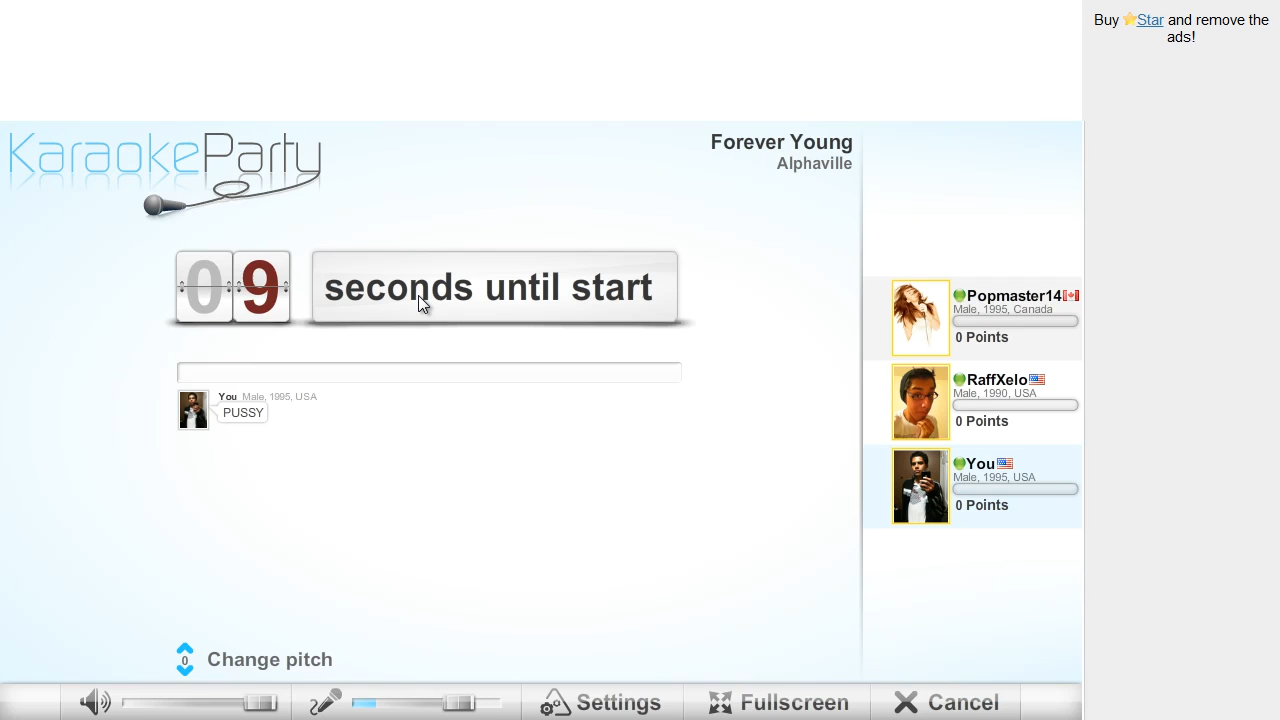 Buy Star and remove the
ads!
KaraokeParty
Forever Young
Alphaville
09 seconds until start
You Male, 1995, USA
PUSSY
Popmaster14
Male, 1995, Canada
0 Points
RaffXelo
Male, 1990, USA
0 Points
You
Male, 1995, USA
0 Points
0 Change pitch
Settings Fullscreen Cancel